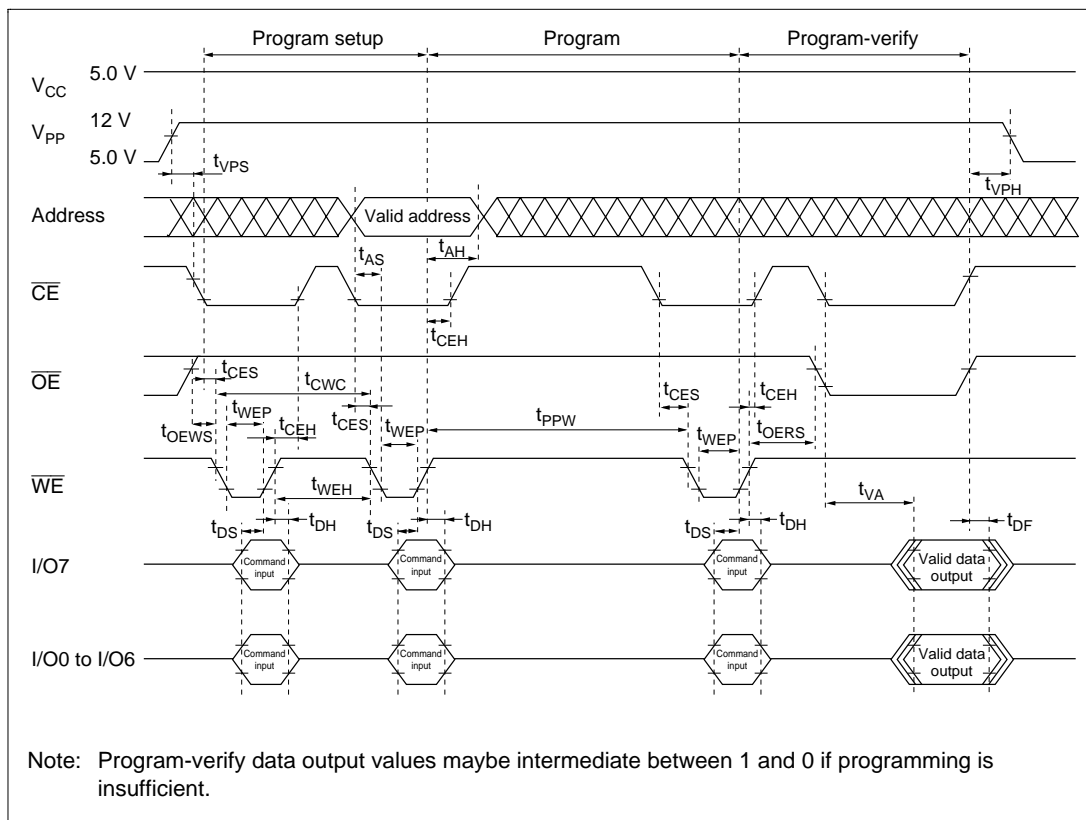 Program setup Program Program-verify
VCC 5.0 V
VPP 12 V
5.0 V
tVPS
tVPH
Address Valid address
tAS tAH
CE
tCEH
OE
tCES tCWC tCES tCEH
tOEWS tWEP tCEH tCES tWEP tPPW tWEP tOERS
WE
tWEH tVA
tDS tDH tDS tDH tDS tDH tDF
I/O7 Command input Command input Command input Valid data output
I/O0 to I/O6 Command input Command input Command input Valid data output
Note: Program-verify data output values maybe intermediate between 1 and 0 if programming is
insufficient.